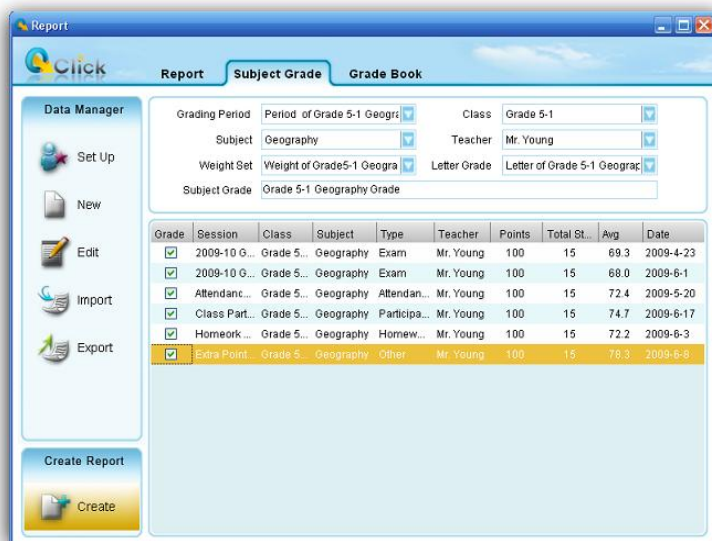 Report
Click
Report Subject Grade Grade Book
Data Manager
Set Up
New
Edit
Import
Export
Create Report
Create
Grading Period Period of Grade 5-1 Geogra Class Grade 5-1
Subject Geography Teacher Mr. Young
Weight Set Weight of Grade5-1 Geogra Letter Grade Letter of Grade 5-1 Geograp
Subject Grade Grade 5-1 Geography Grade
Grade Session Class Subject Type Teacher Points Total St... Avg Date
2009-10 G... Grade 5... Geography Exam Mr. Young 100 15 69.3 2009-4-23
2009-10 G... Grade 5... Geography Exam Mr. Young 100 15 68.0 2009-6-1
Attendanc... Grade 5... Geography Attendan... Mr. Young 100 15 72.4 2009-5-20
Class Part... Grade 5... Geography Participa... Mr. Young 100 15 74.7 2009-6-17
Homeork ... Grade 5... Geography Homew... Mr. Young 100 15 72.2 2009-6-3
Extra Point... Grade 5... Geography Other Mr. Young 100 15 78.3 2009-6-8